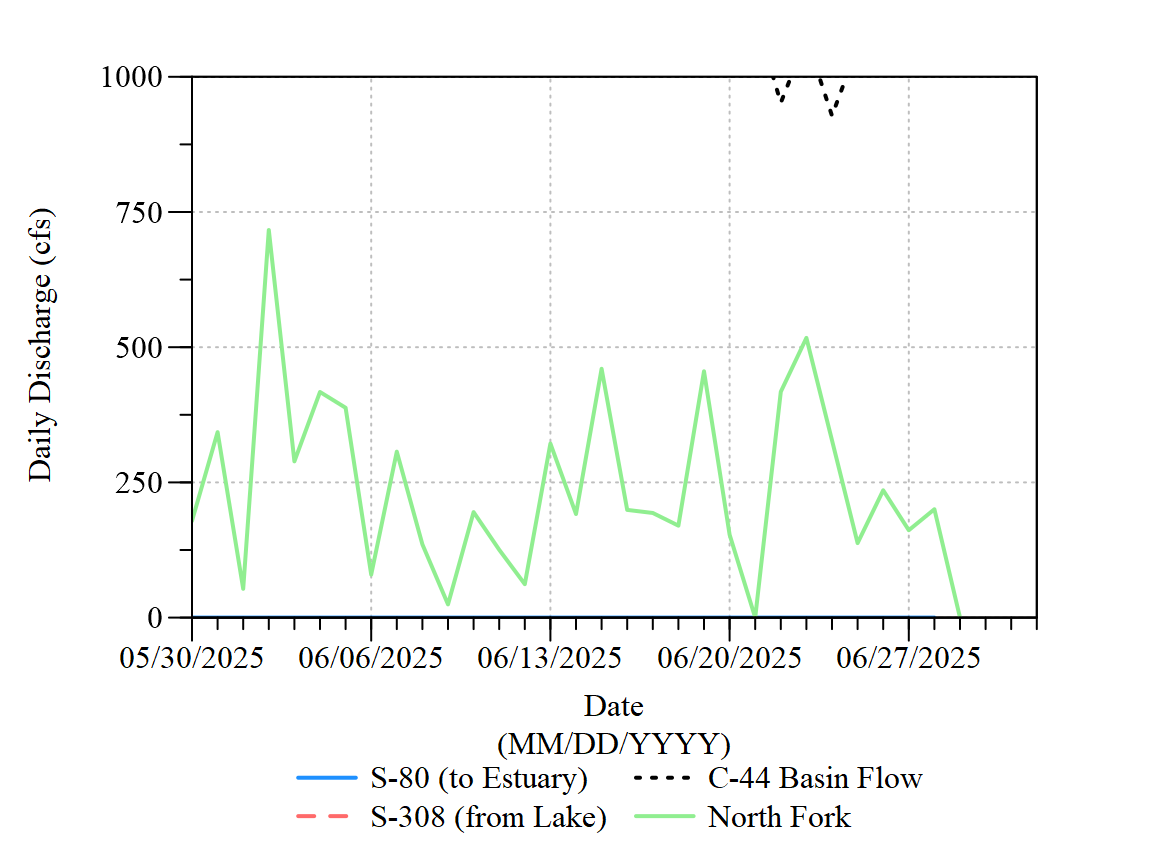 1000
750
500
250
0
Daily Discharge (cfs)
05/30/2025 06/06/2025 06/13/2025 06/20/2025 06/27/2025
Date
(MM/DD/YYYY)
S-80 (to Estuary) C-44 Basin Flow
S-308 (from Lake) North Fork